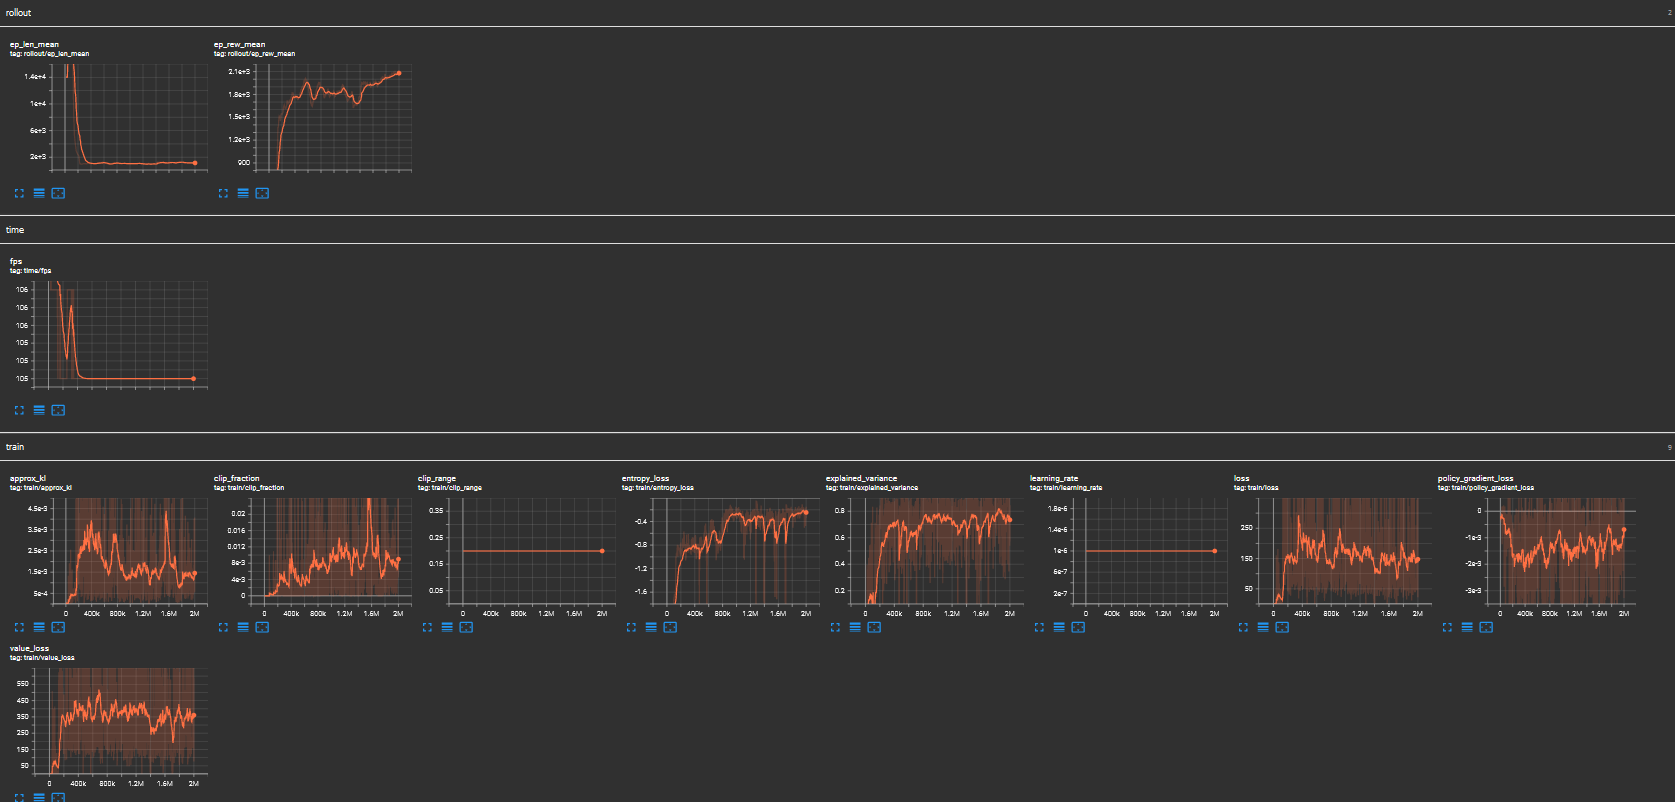 rollout
2
ep_len_mean
tag: rollout/ep_len_mean
1.4e+4
1e+4
6e+3
2e+3
ep_rew_mean
tag: rollout/ep_rew_mean
2.1e+3
1.8e+3
1.5e+3
1.2e+3
900
time
fps
tag: time/fps
106
106
106
105
105
105
train
9
approx_kl
tag: train/approx_kl
4.5e-3
3.5e-3
2.5e-3
1.5e-3
5e-4
0 400k 800k 1.2M 1.6M 2M
clip_fraction
tag: train/clip_fraction
0.02
0.016
0.012
8e-3
4e-3
0
0 400k 800k 1.2M 1.6M 2M
clip_range
tag: train/clip_range
0.35
0.25
0.15
0.05
0 400k 800k 1.2M 1.6M 2M
entropy_loss
tag: train/entropy_loss
-0.4
-0.8
-1.2
-1.6
0 400k 800k 1.2M 1.6M 2M
explained_variance
tag: train/explained_variance
0.8
0.6
0.4
0.2
0 400k 800k 1.2M 1.6M 2M
learning_rate
tag: train/learning_rate
1.8e-6
1.4e-6
1e-6
6e-7
2e-7
0 400k 800k 1.2M 1.6M 2M
loss
tag: train/loss
250
150
50
0 400k 800k 1.2M 1.6M 2M
policy_gradient_loss
tag: train/policy_gradient_loss
0
-1e-3
-2e-3
-3e-3
0 400k 800k 1.2M 1.6M 2M
value_loss
tag: train/value_loss
550
450
350
250
150
50
0 400k 800k 1.2M 1.6M 2M